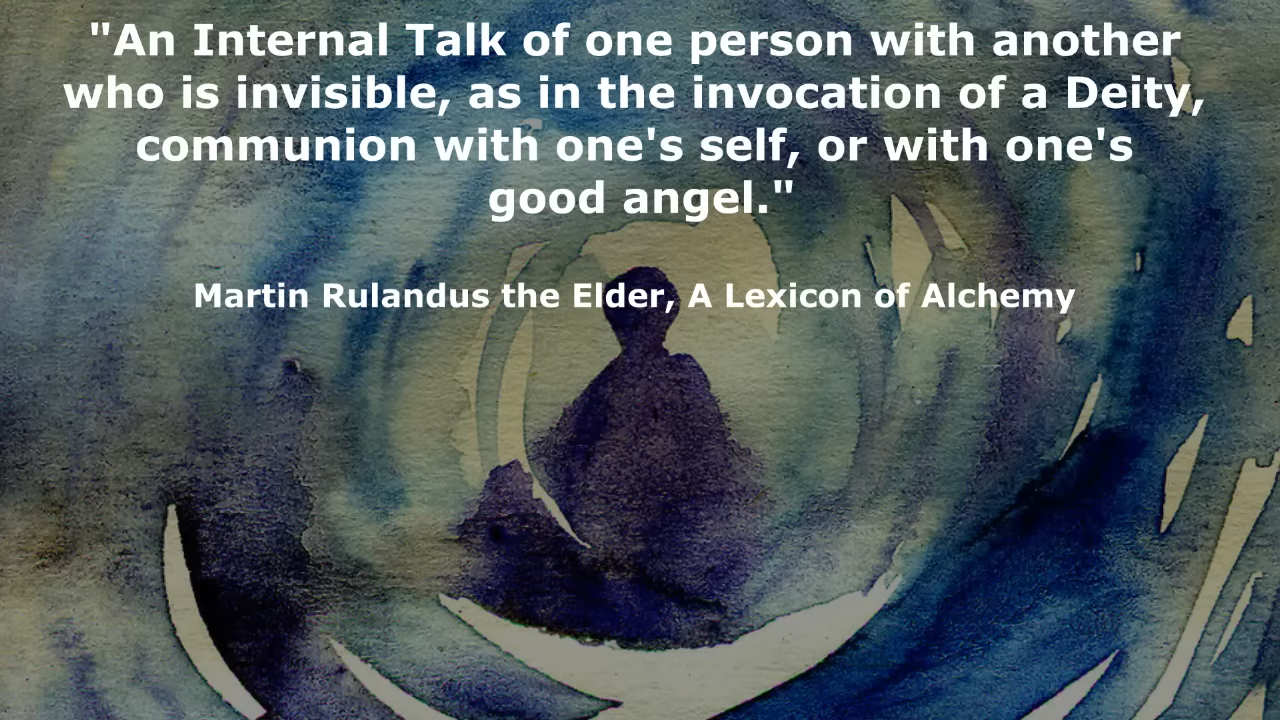 "An Internal Talk of one person with another
who is invisible, as in the invocation of a Deity,
communion with one's self, or with one's
good angel."
Martin Rulandus the Elder, A Lexicon of Alchemy